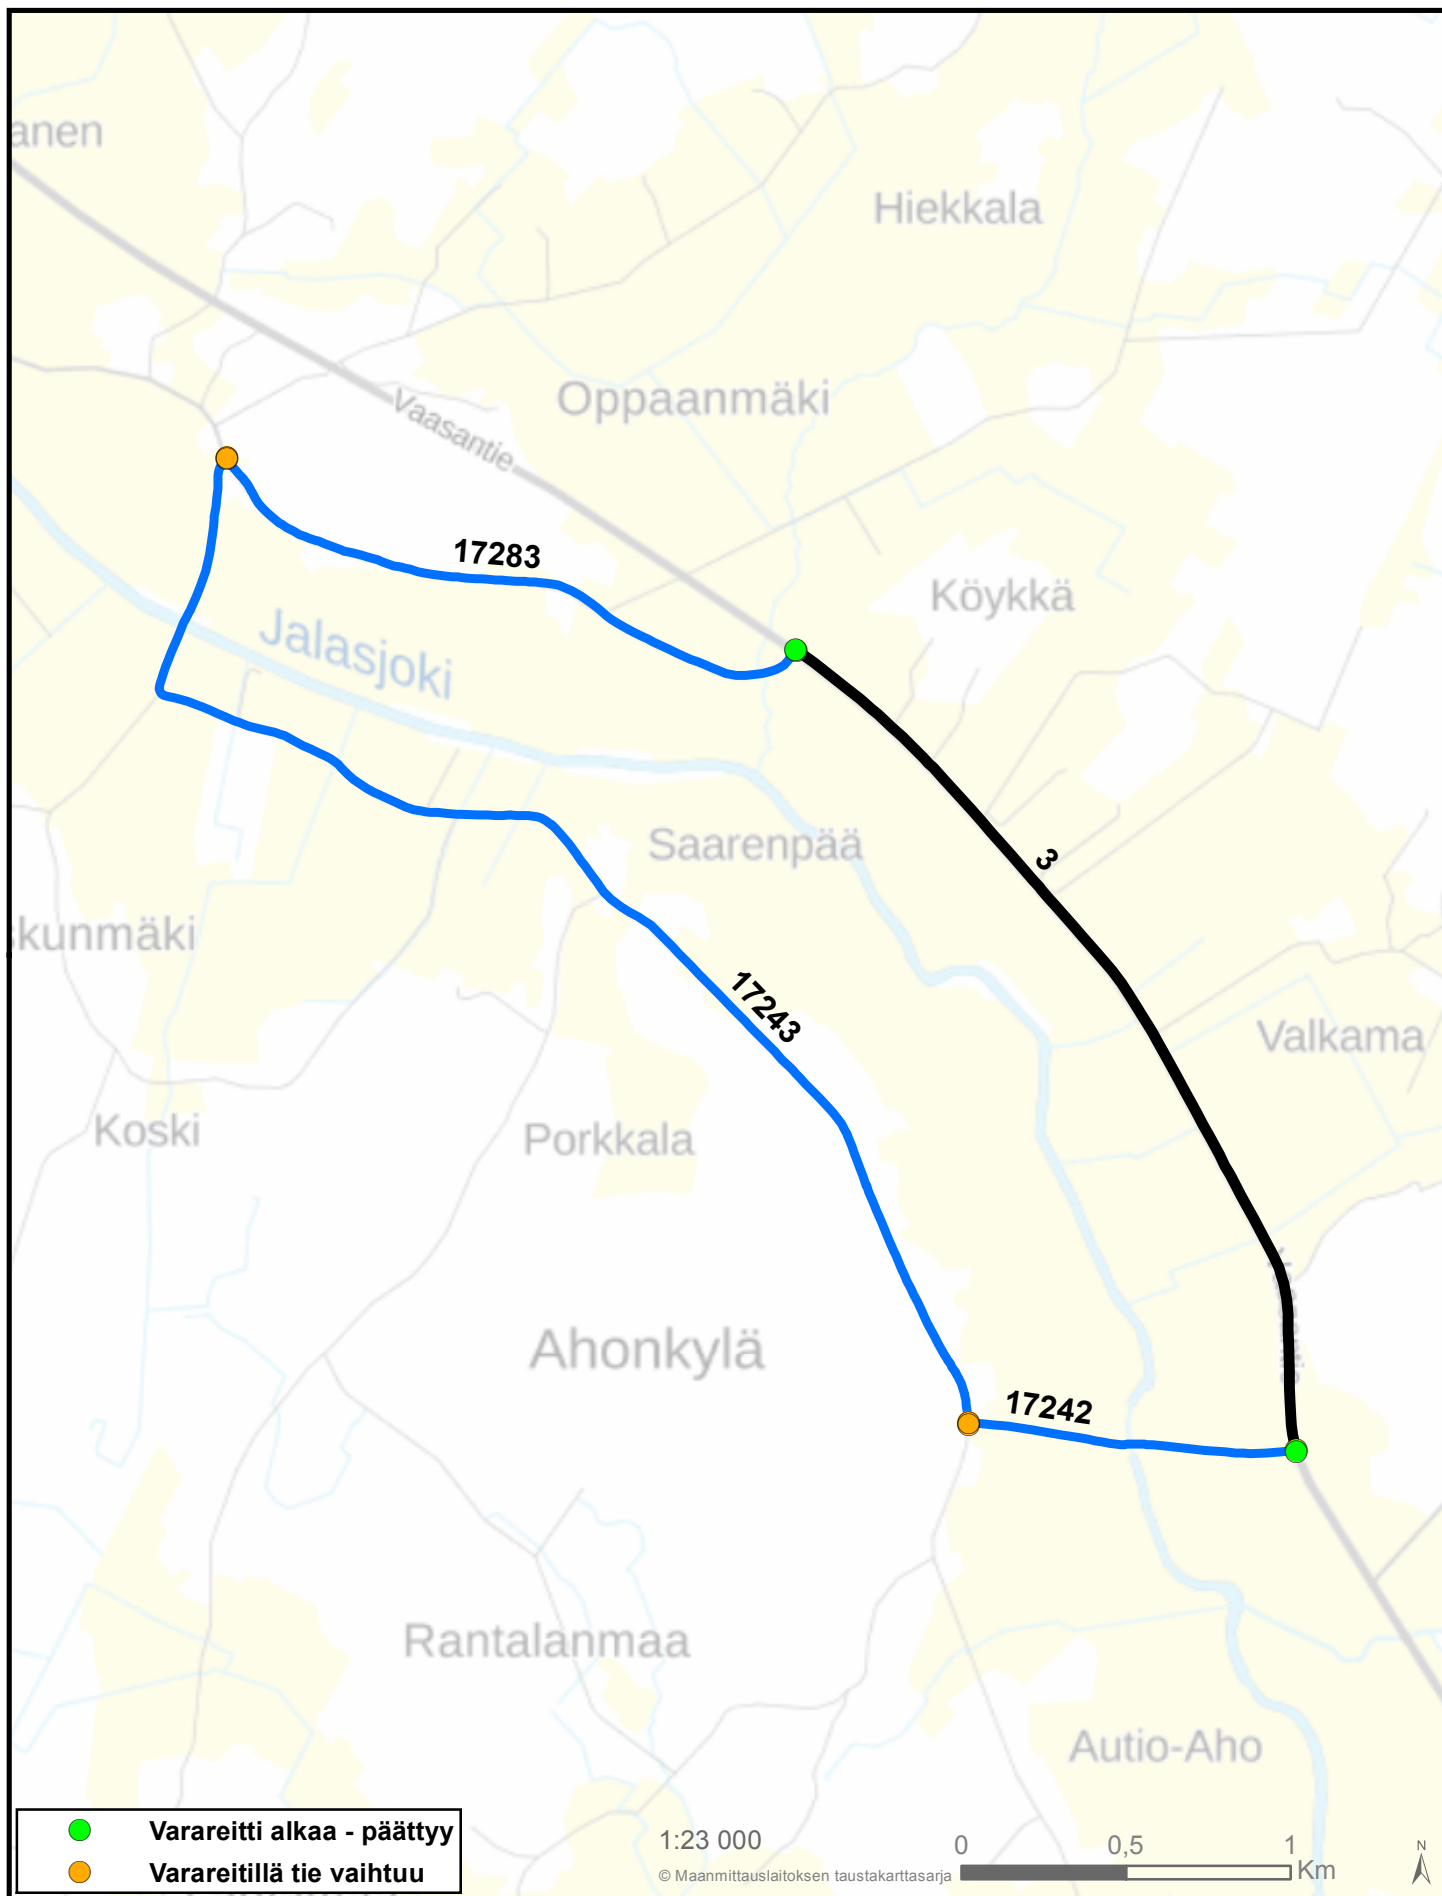 anen
Hiekkala
Oppaanmäki
Vaasantie
17283
Köykkä
Jalasjoki
Saarenpää
3
skunmäki
17243
Valkama
Koski
Porkkala
Ahonkylä
17242
Rantalanmaa
Autio-Aho
Varareitti alkaa - päättyy
Varareitillä tie vaihtuu
1:23 000
© Maanmittauslaitoksen taustakarttasarja
0 0,5 1
Km
N